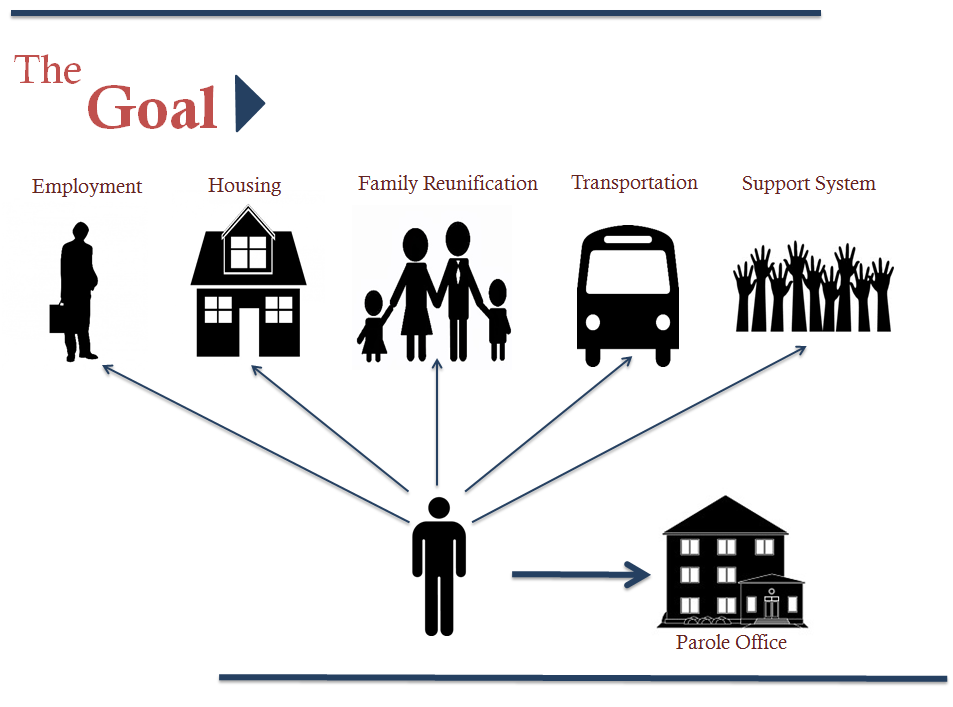 The
Goal
Employment
Housing
Family Reunification
Transportation
Support System
Parole Office